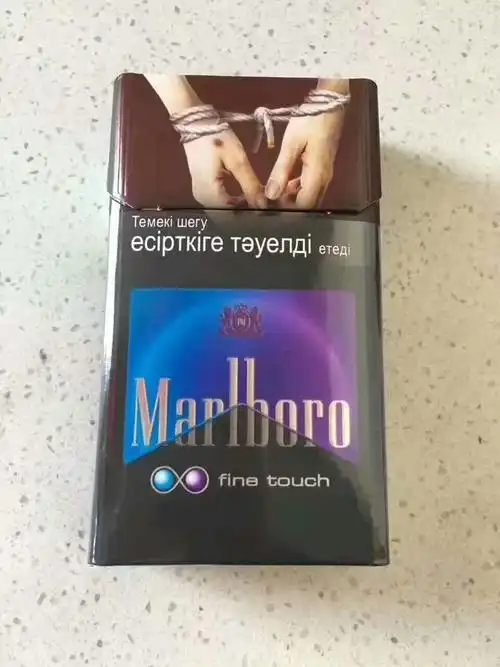 Темекі шегу
есірткіге тәуелді етеді
Marlboro
fine touch